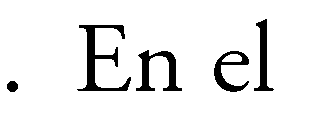 . En el